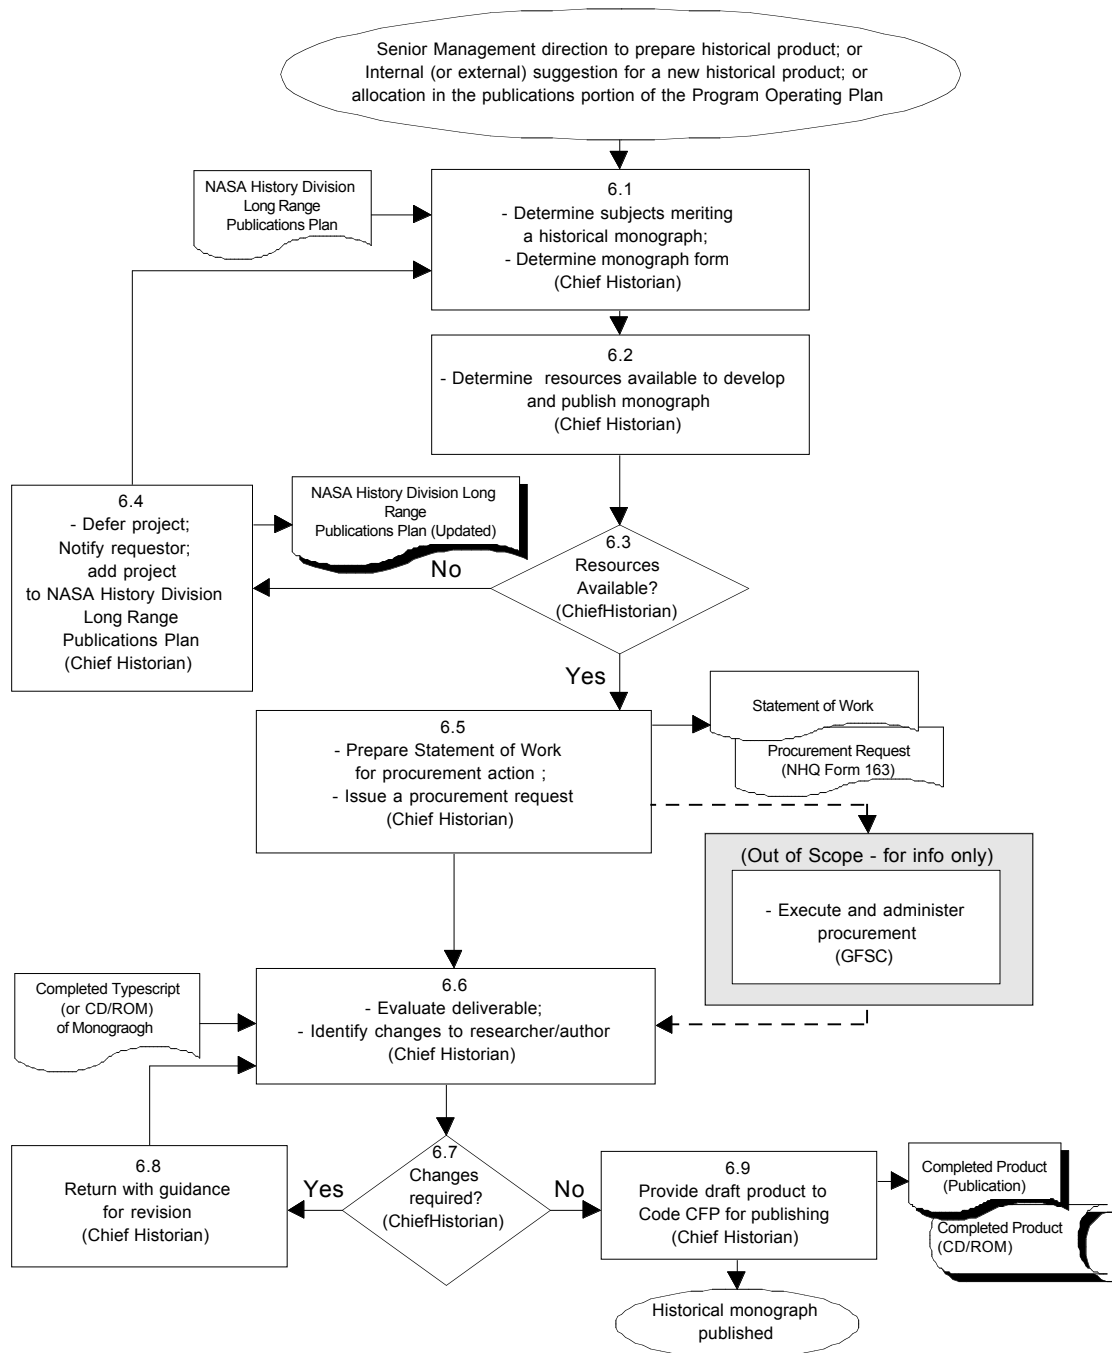 Senior Management direction to prepare historical product; or
Internal (or external) suggestion for a new historical product; or
allocation in the publications portion of the Program Operating Plan
NASA History Division
Long Range
Publications Plan
6.1
- Determine subjects meriting
a historical monograph;
- Determine monograph form
(Chief Historian)
6.2
- Determine resources available to develop
and publish monograph
(Chief Historian)
6.4
- Defer project;
Notify requestor;
add project
to NASA History Division
Long Range
Publications Plan
(Chief Historian)
NASA History Division Long
Range
Publications Plan (Updated)
No
6.3
Resources
Available?
(ChiefHistorian)
Yes
6.5
- Prepare Statement of Work
for procurement action ;
- Issue a procurement request
(Chief Historian)
Statement of Work
Procurement Request
(NHQ Form 163)
(Out of Scope - for info only)
- Execute and administer
procurement
(GFSC)
Completed Typescript
(or CD/ROM)
of Monograogh
6.6
- Evaluate deliverable;
- Identify changes to researcher/author
(Chief Historian)
6.8
Return with guidance
for revision
(Chief Historian)
Yes
6.7
Changes
required?
(ChiefHistorian)
No
6.9
Provide draft product to
Code CFP for publishing
(Chief Historian)
Completed Product
(Publication)
Completed Product
(CD/ROM)
Historical monograph
published